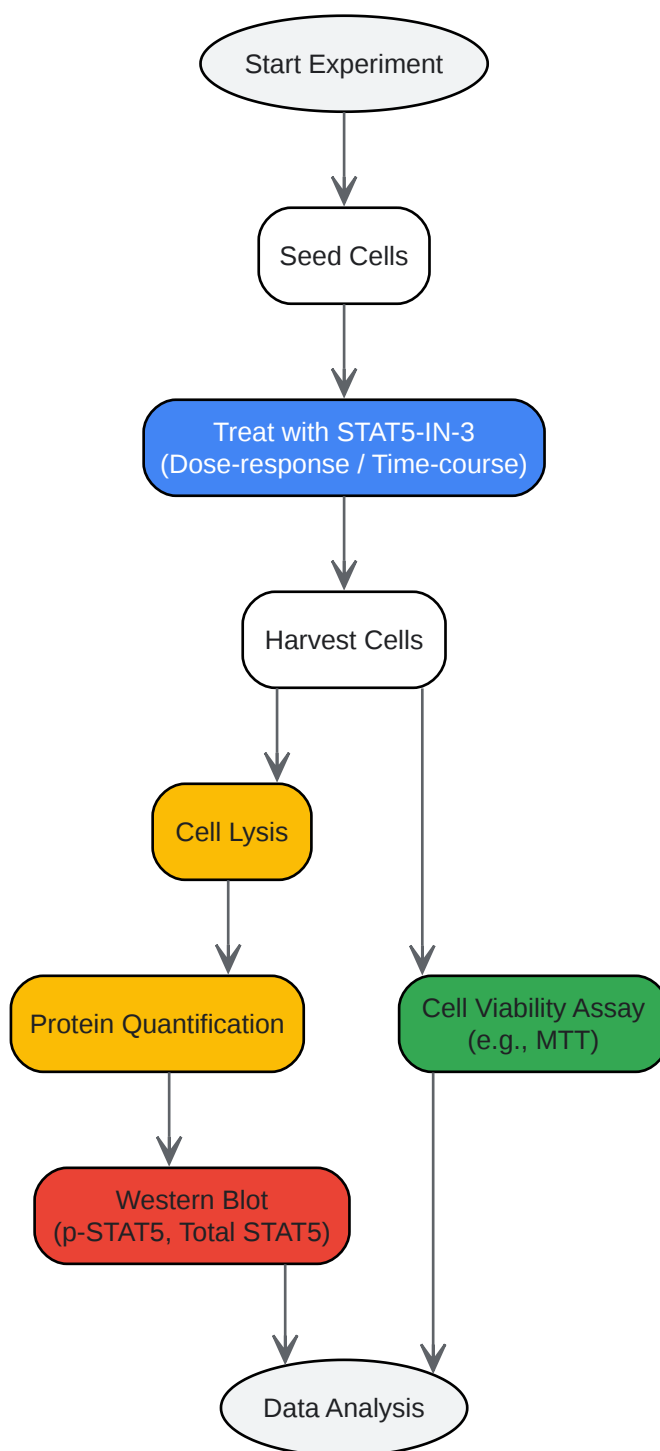 Start Experiment
Seed Cells
Treat with STAT5-IN-3
(Dose-response / Time-course)
Harvest Cells
Cell Lysis
Protein Quantification
Cell Viability Assay
(e.g., MTT)
Western Blot
(p-STAT5, Total STAT5)
Data Analysis